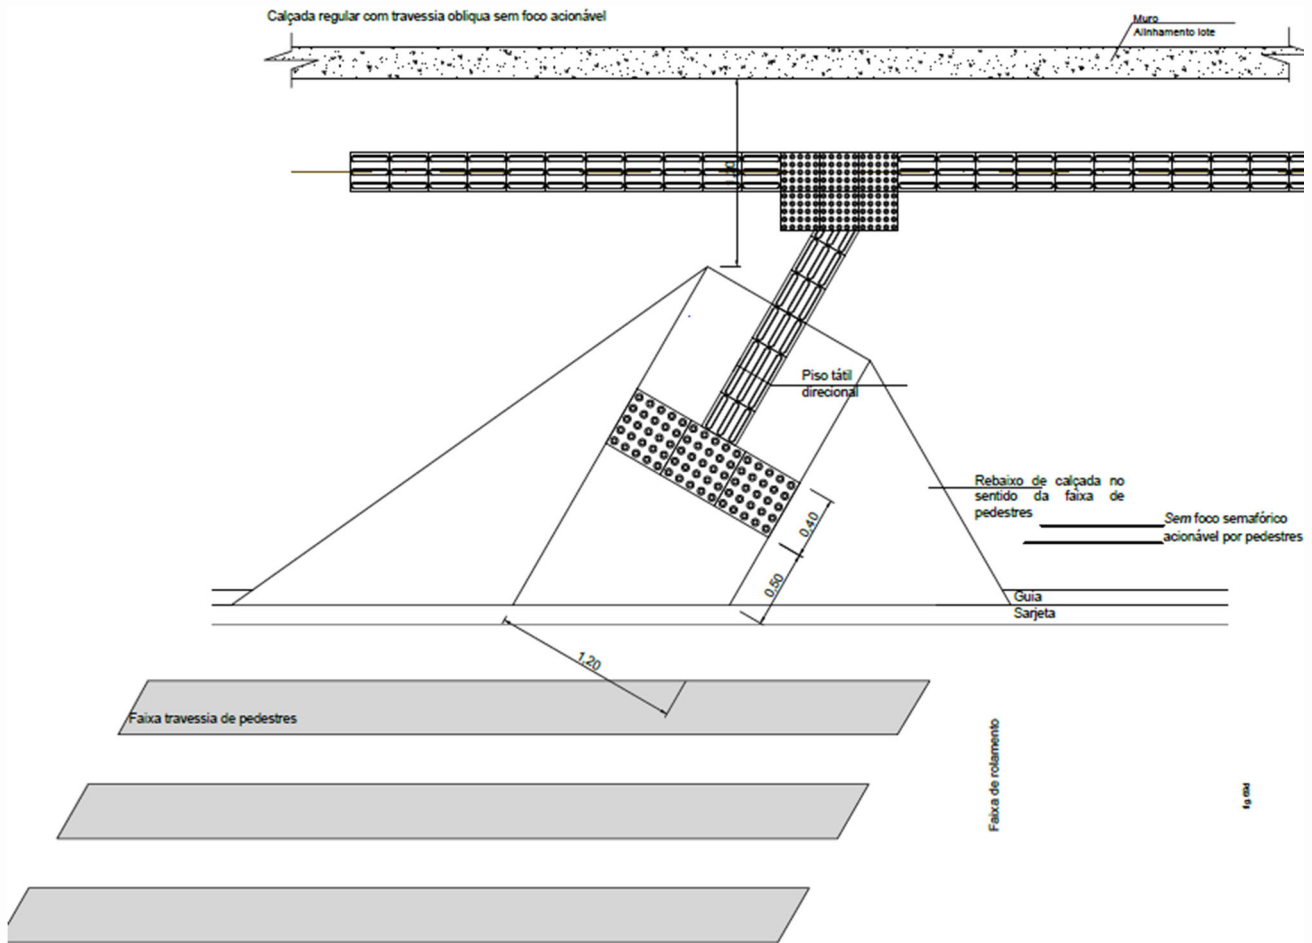 Calçada regular com travessia obliqua sem foco acionável
Muro
Alinhamento lote
Piso tátil
direcional
Rebaixo de calçada no
sentido da faixa de
pedestres
Sem foco semafórico
acionável por pedestres
0,40
0,50
Guia
Sarjeta
1,20
Faixa travessia de pedestres
Faixa de rolamento